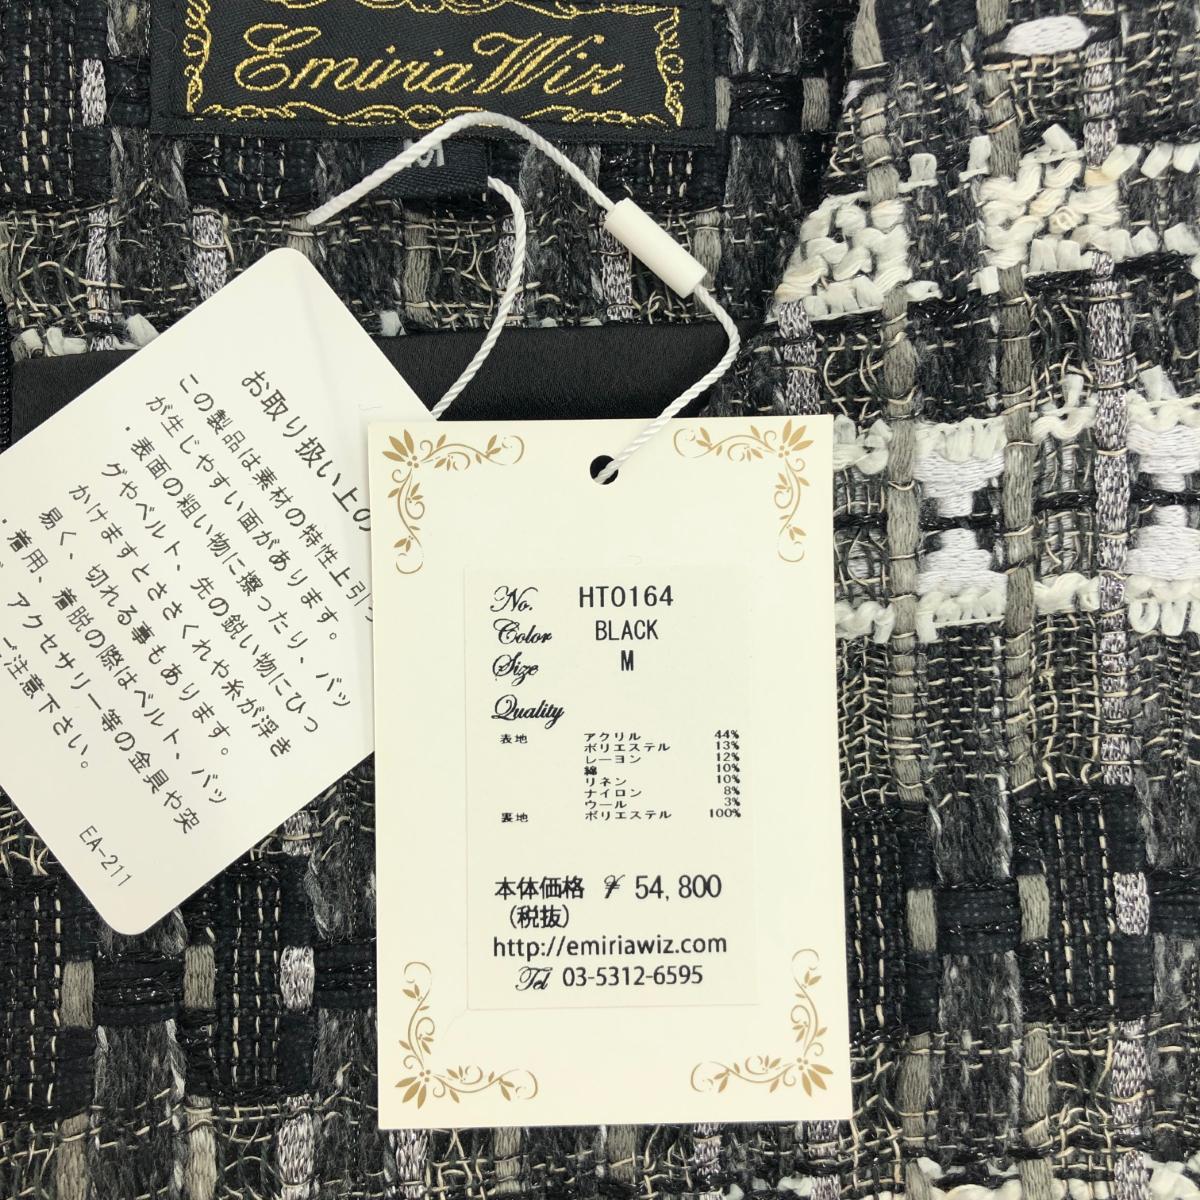 Emiria Wiz
M
お取り扱い上の
この製品は素材の特性上引っ
が生じやすい面があります。
・表面の粗い物に擦ったり、バッ
グやベルト、先の鋭い物にひっ
かけますとささくれや糸が浮き
易く、切れる事もあります。
・着用、着脱の際はベルト、バッ
アクセサリー等の金具や突
ご注意下さい。
EA-211
No. HT0164
Color BLACK
Size M
Quality
表地 アクリル 44%
ポリエステル 13%
レーヨン 12%
綿 10%
リネン 10%
ナイロン 8%
ウール 3%
裏地 ポリエステル 100%
本体価格 ¥ 54,800
(税抜)
http://emiriawiz.com
Tel 03-5312-6595